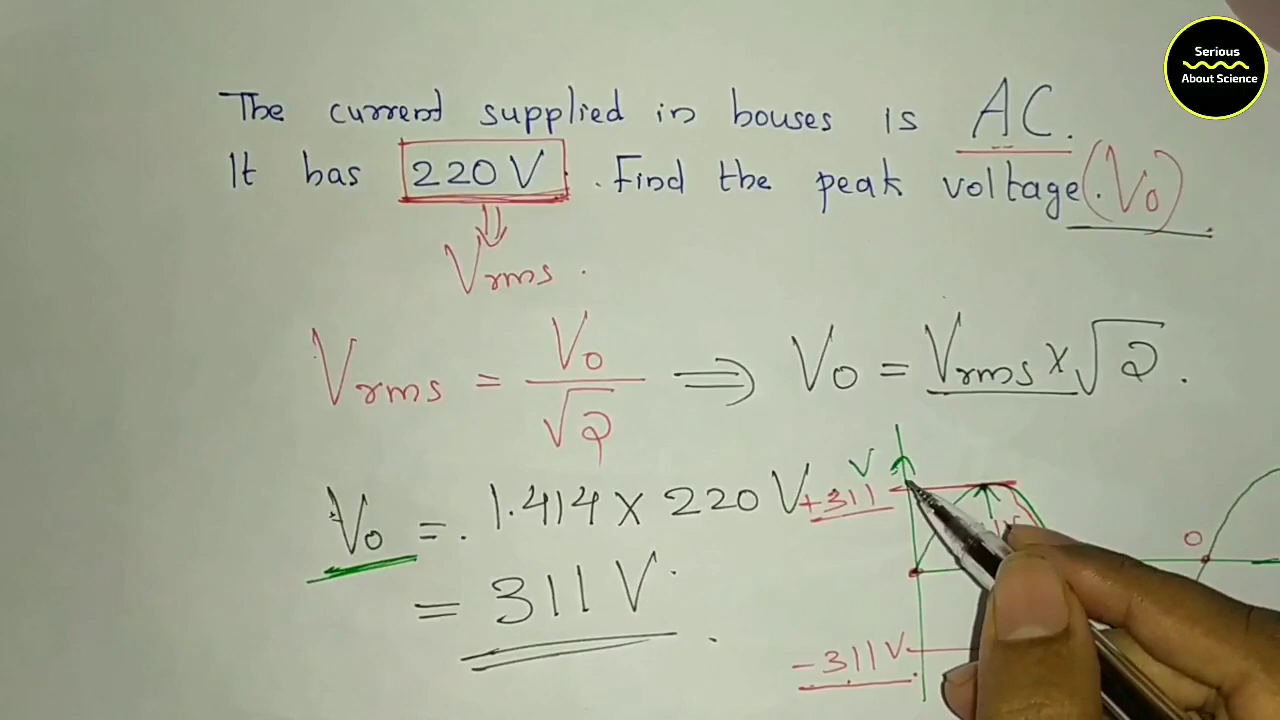 Serious
About Science
The current supplied in houses is AC.
It has 220 V. Find the peak voltage. (V₀)
Vrms.
Vrms = V₀/√2 ⇒ V₀ = Vrms × √2.
V₀ = 1.414 × 220 V
= 311 V.
V
+311
0
-311 V